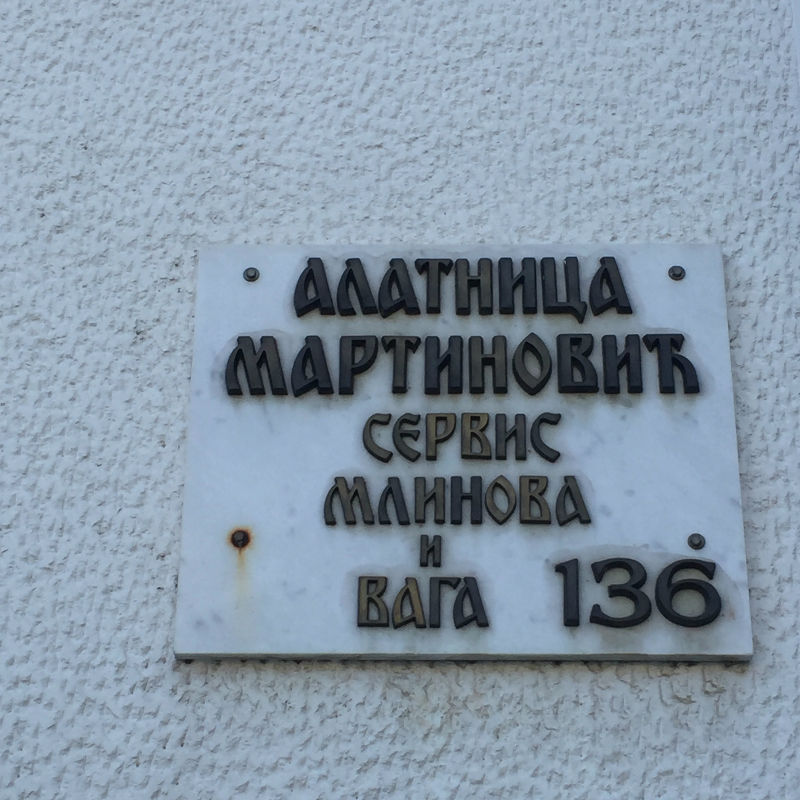 АЛАТНИЦА
МАРТИНОВИЋ
СЕРВИС
МЛИНОВА
И
ВАГА
136